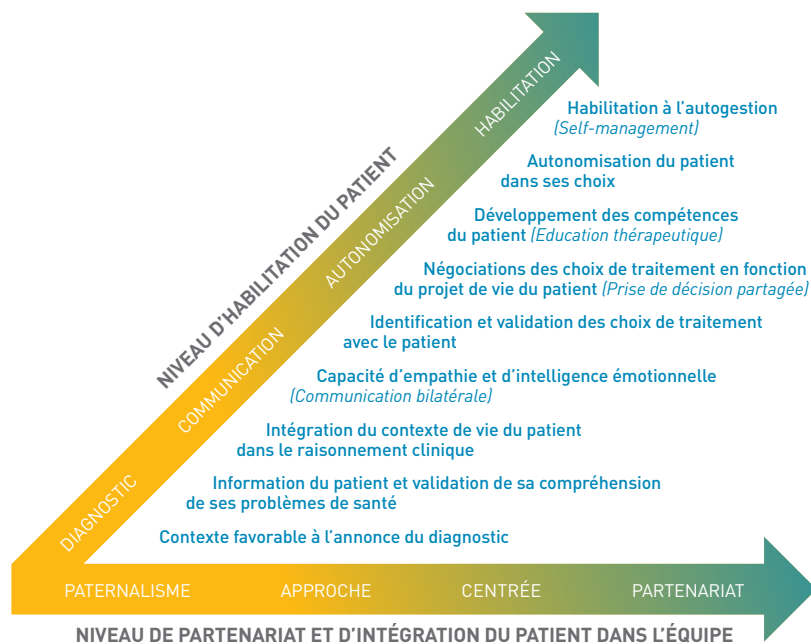 HABILITATION
Habilitation à l'autogestion
(Self-management)
NIVEAU D'HABILITATION DU PATIENT
Autonomisation du patient
dans ses choix
AUTONOMISATION
Développement des compétences
du patient (Education thérapeutique)
Négociations des choix de traitement en fonction
du projet de vie du patient (Prise de décision partagée)
Identification et validation des choix de traitement
avec le patient
COMMUNICATION
Capacité d'empathie et d'intelligence émotionnelle
(Communication bilatérale)
Intégration du contexte de vie du patient
dans le raisonnement clinique
Information du patient et validation de sa compréhension
de ses problèmes de santé
DIAGNOSTIC
Contexte favorable à l'annonce du diagnostic
PATERNALISME APPROCHE CENTRÉE PARTENARIAT
NIVEAU DE PARTENARIAT ET D'INTÉGRATION DU PATIENT DANS L'ÉQUIPE